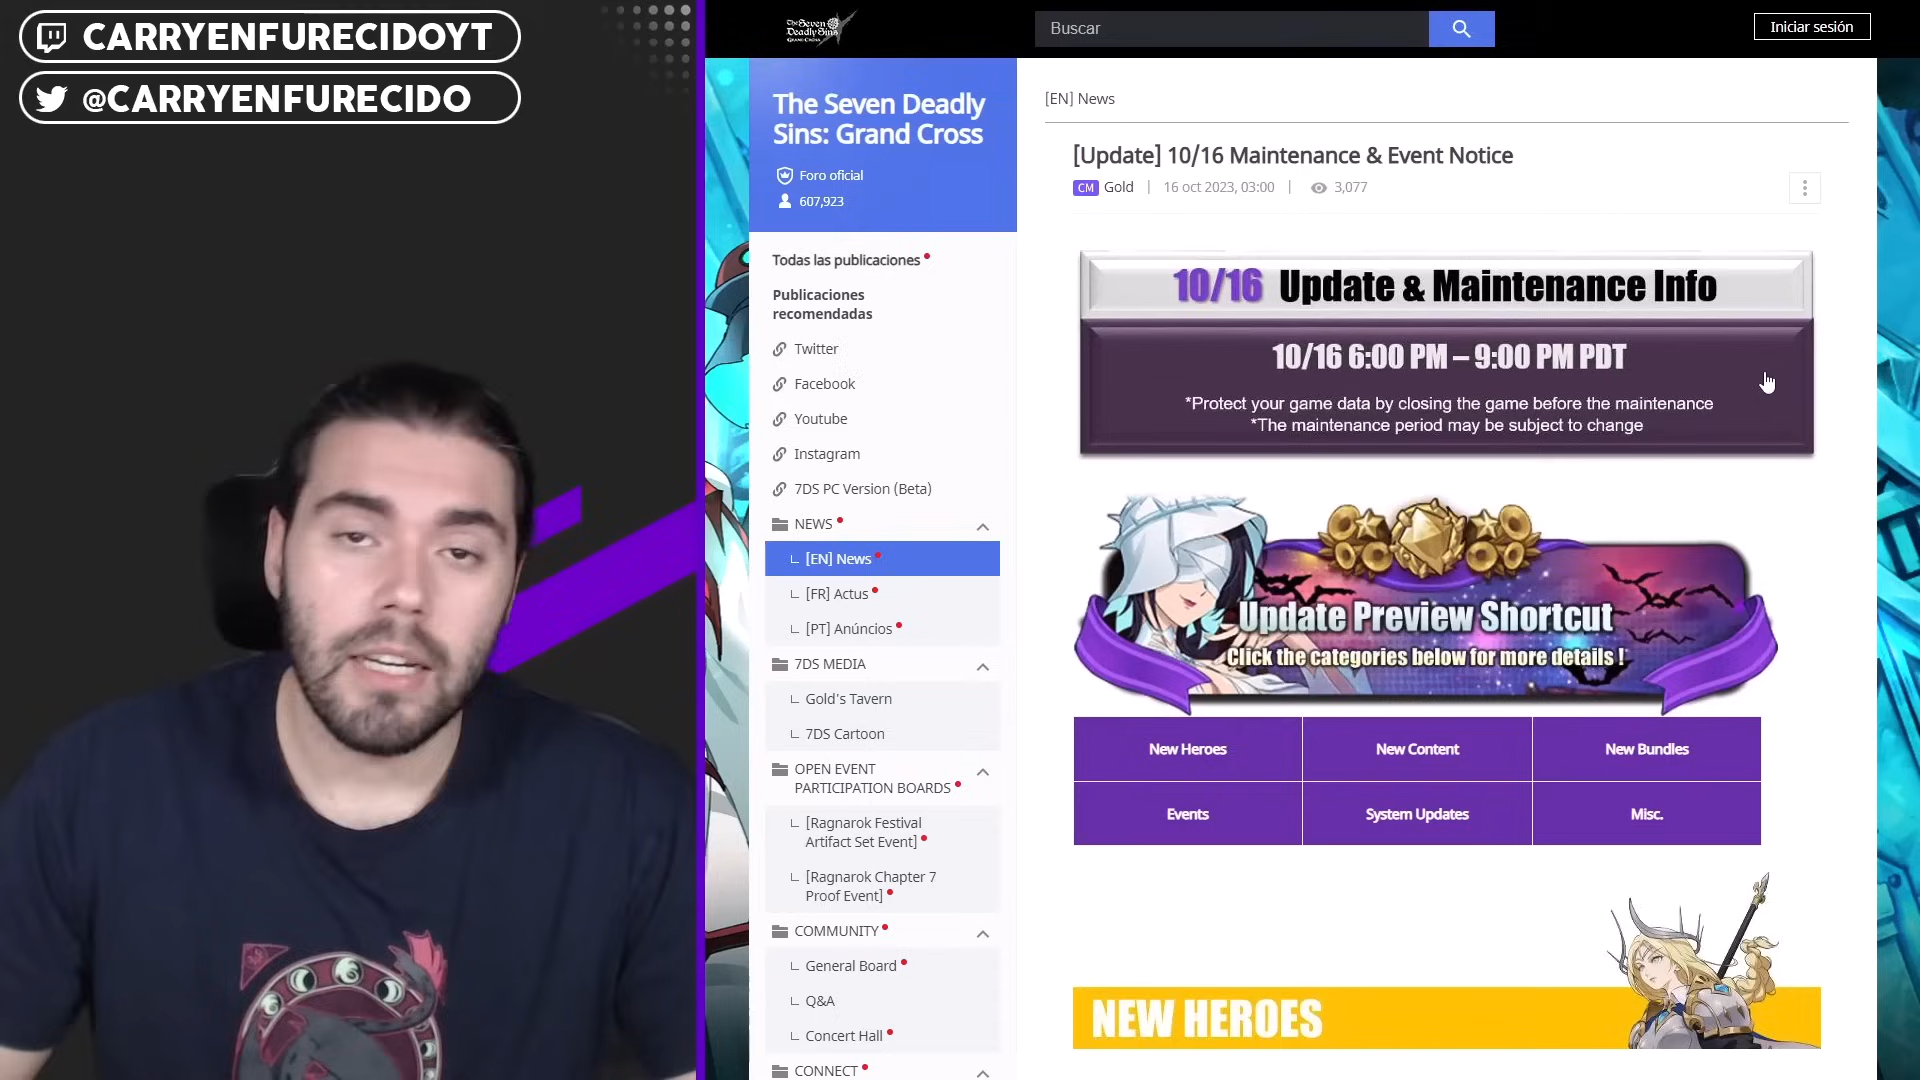 CARRYENFURECIDOYT
@CARRYENFURECIDO
The Seven
Deadly Sins
GRAND CROSS
Buscar
Iniciar sesión
The Seven Deadly
Sins: Grand Cross
Foro oficial
607,923
Todas las publicaciones
Publicaciones
recomendadas
Twitter
Facebook
Youtube
Instagram
7DS PC Version (Beta)
NEWS
[EN] News
[FR] Actus
[PT] Anúncios
7DS MEDIA
Gold's Tavern
7DS Cartoon
OPEN EVENT
PARTICIPATION BOARDS
[Ragnarok Festival
Artifact Set Event]
[Ragnarok Chapter 7
Proof Event]
COMMUNITY
General Board
Q&A
Concert Hall
CONNECT
[EN] News
[Update] 10/16 Maintenance & Event Notice
CM Gold | 16 oct 2023, 03:00 | 3,077
10/16 Update & Maintenance Info
10/16 6:00 PM – 9:00 PM PDT
*Protect your game data by closing the game before the maintenance
*The maintenance period may be subject to change
Update Preview Shortcut
Click the categories below for more details !
New Heroes
New Content
New Bundles
Events
System Updates
Misc.
NEW HEROES